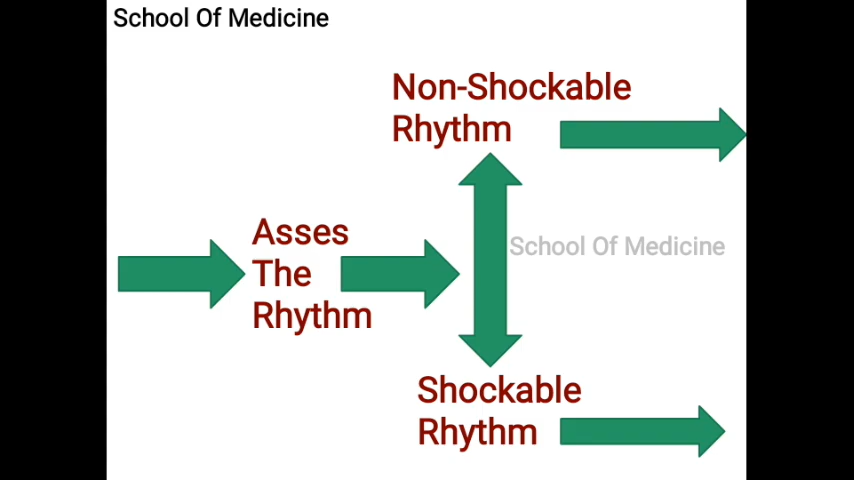 School Of Medicine
Non-Shockable
Rhythm
Asses
The
Rhythm
School Of Medicine
Shockable
Rhythm